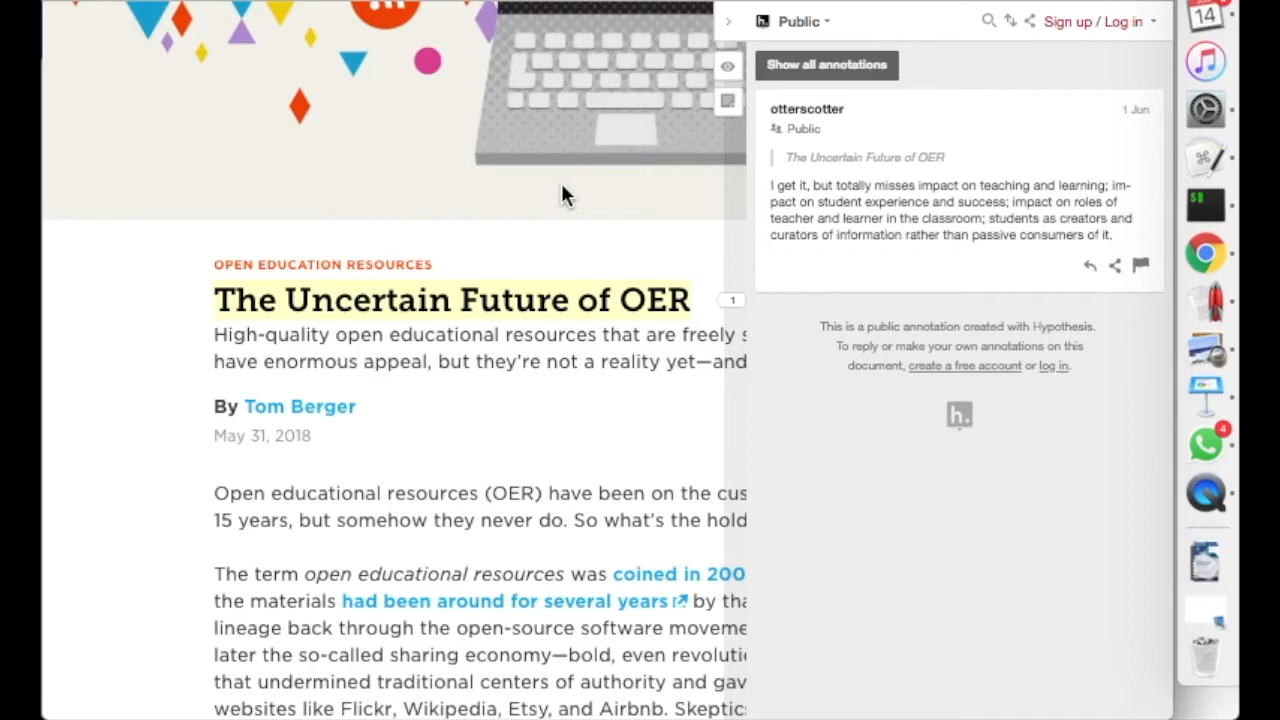 Public
Sign up / Log in
Show all annotations
otterscotter
1 Jun
Public
The Uncertain Future of OER
I get it, but totally misses impact on teaching and learning; im-
pact on student experience and success; impact on roles of
teacher and learner in the classroom; students as creators and
curators of information rather than passive consumers of it.
This is a public annotation created with Hypothesis.
To reply or make your own annotations on this
document, create a free account or log in.
h.
OPEN EDUCATION RESOURCES
The Uncertain Future of OER
1
High-quality open educational resources that are freely s
have enormous appeal, but they're not a reality yet—and
By Tom Berger
May 31, 2018
Open educational resources (OER) have been on the cus
15 years, but somehow they never do. So what's the hold
The term open educational resources was coined in 200
the materials had been around for several years by tha
lineage back through the open-source software moveme
later the so-called sharing economy—bold, even revolutio
that undermined traditional centers of authority and gav
websites like Flickr, Wikipedia, Etsy, and Airbnb. Skeptics
14
4